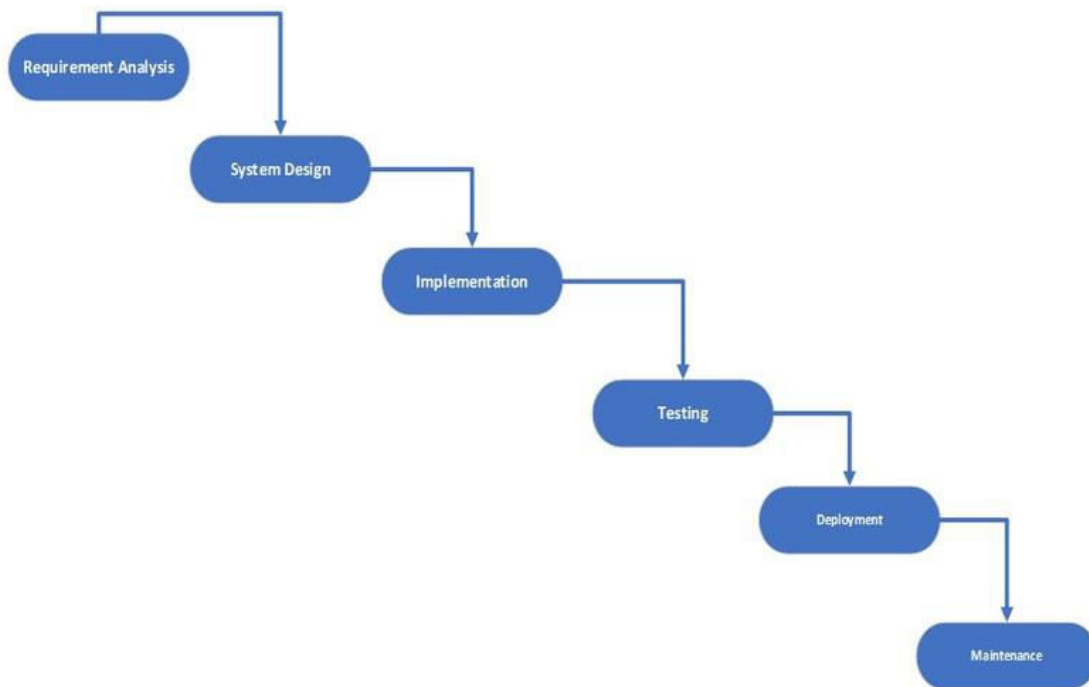 Requirement Analysis
System Design
Implementation
Testing
Deployment
Maintenance